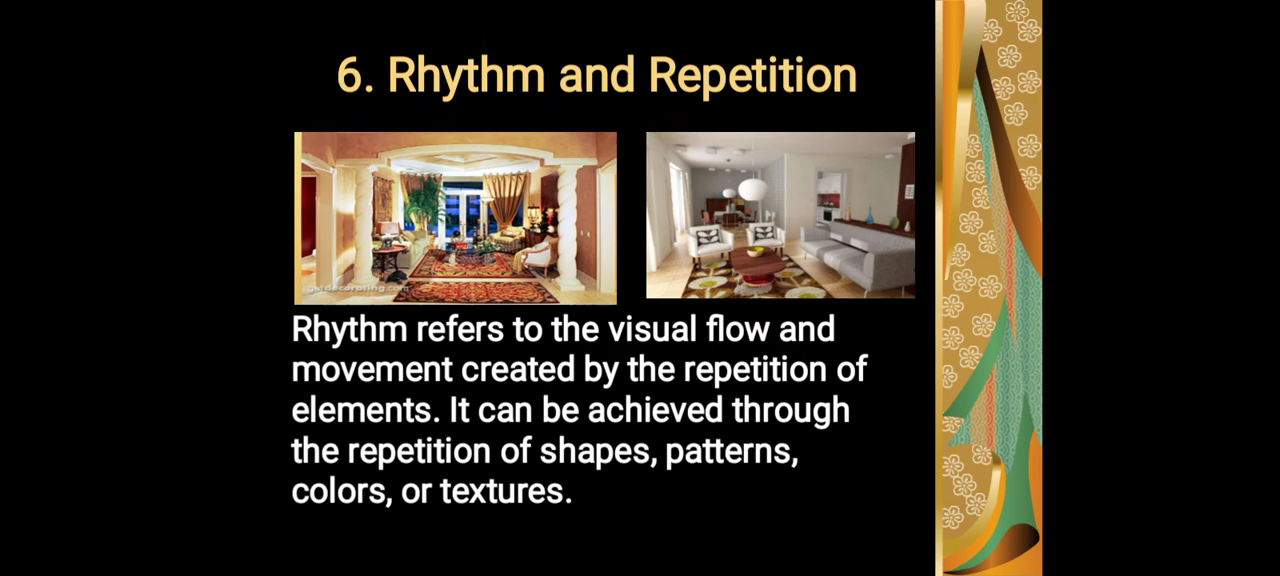 6. Rhythm and Repetition
Rhythm refers to the visual flow and
movement created by the repetition of
elements. It can be achieved through
the repetition of shapes, patterns,
colors, or textures.